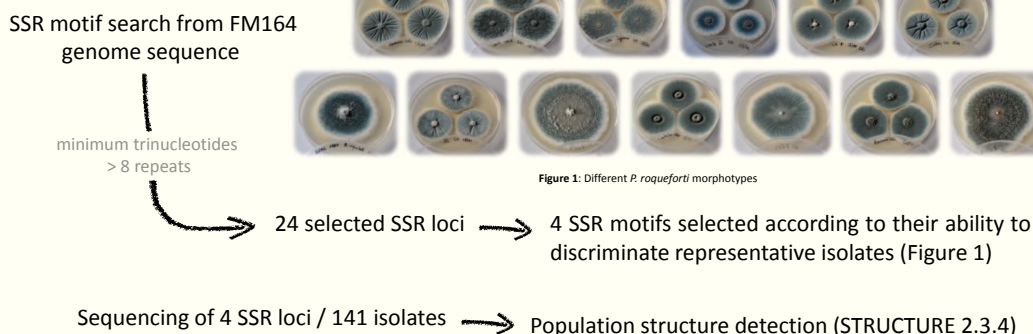 SSR motif search from FM164
genome sequence
minimum trinucleotides
> 8 repeats
Figure 1: Different P. roqueforti morphotypes
24 selected SSR loci
4 SSR motifs selected according to their ability to
discriminate representative isolates (Figure 1)
Sequencing of 4 SSR loci / 141 isolates
Population structure detection (STRUCTURE 2.3.4)